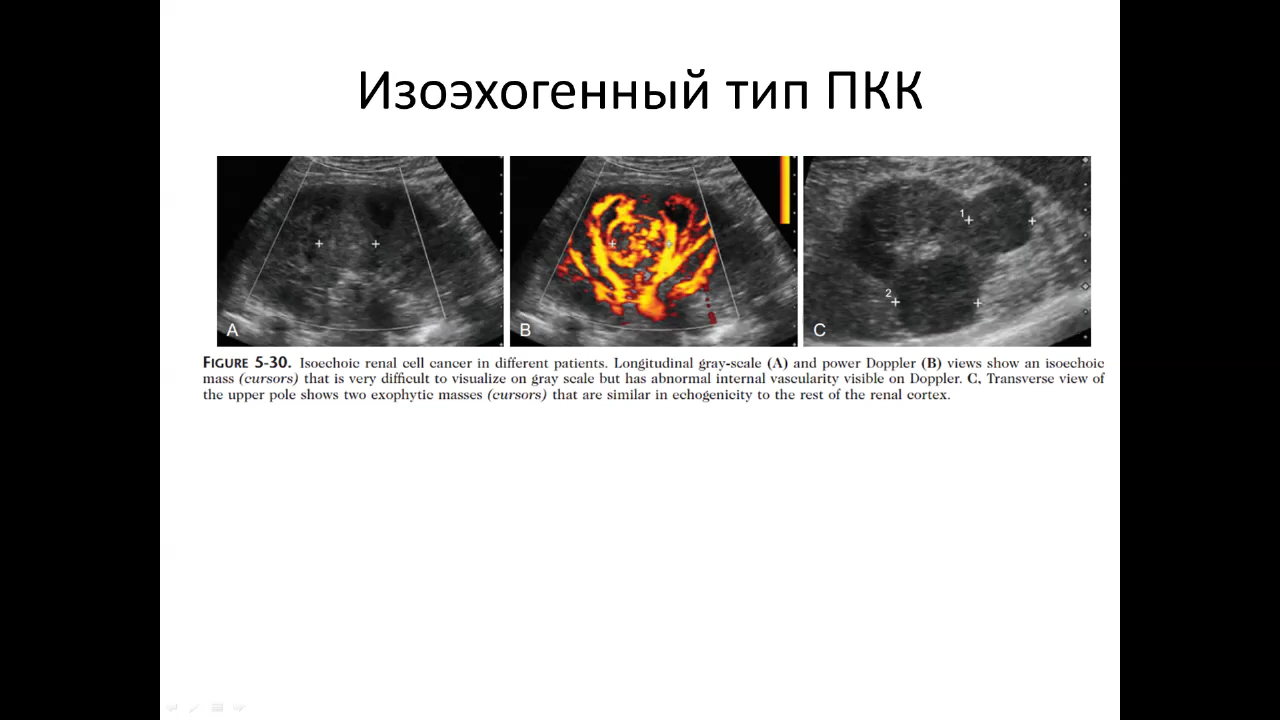 Изоэхогенный тип ПКК
1
2
A
B
C
FIGURE 5-30. Isoechoic renal cell cancer in different patients. Longitudinal gray-scale (A) and power Doppler (B) views show an isoechoic
mass (cursors) that is very difficult to visualize on gray scale but has abnormal internal vascularity visible on Doppler. C, Transverse view of
the upper pole shows two exophytic masses (cursors) that are similar in echogenicity to the rest of the renal cortex.